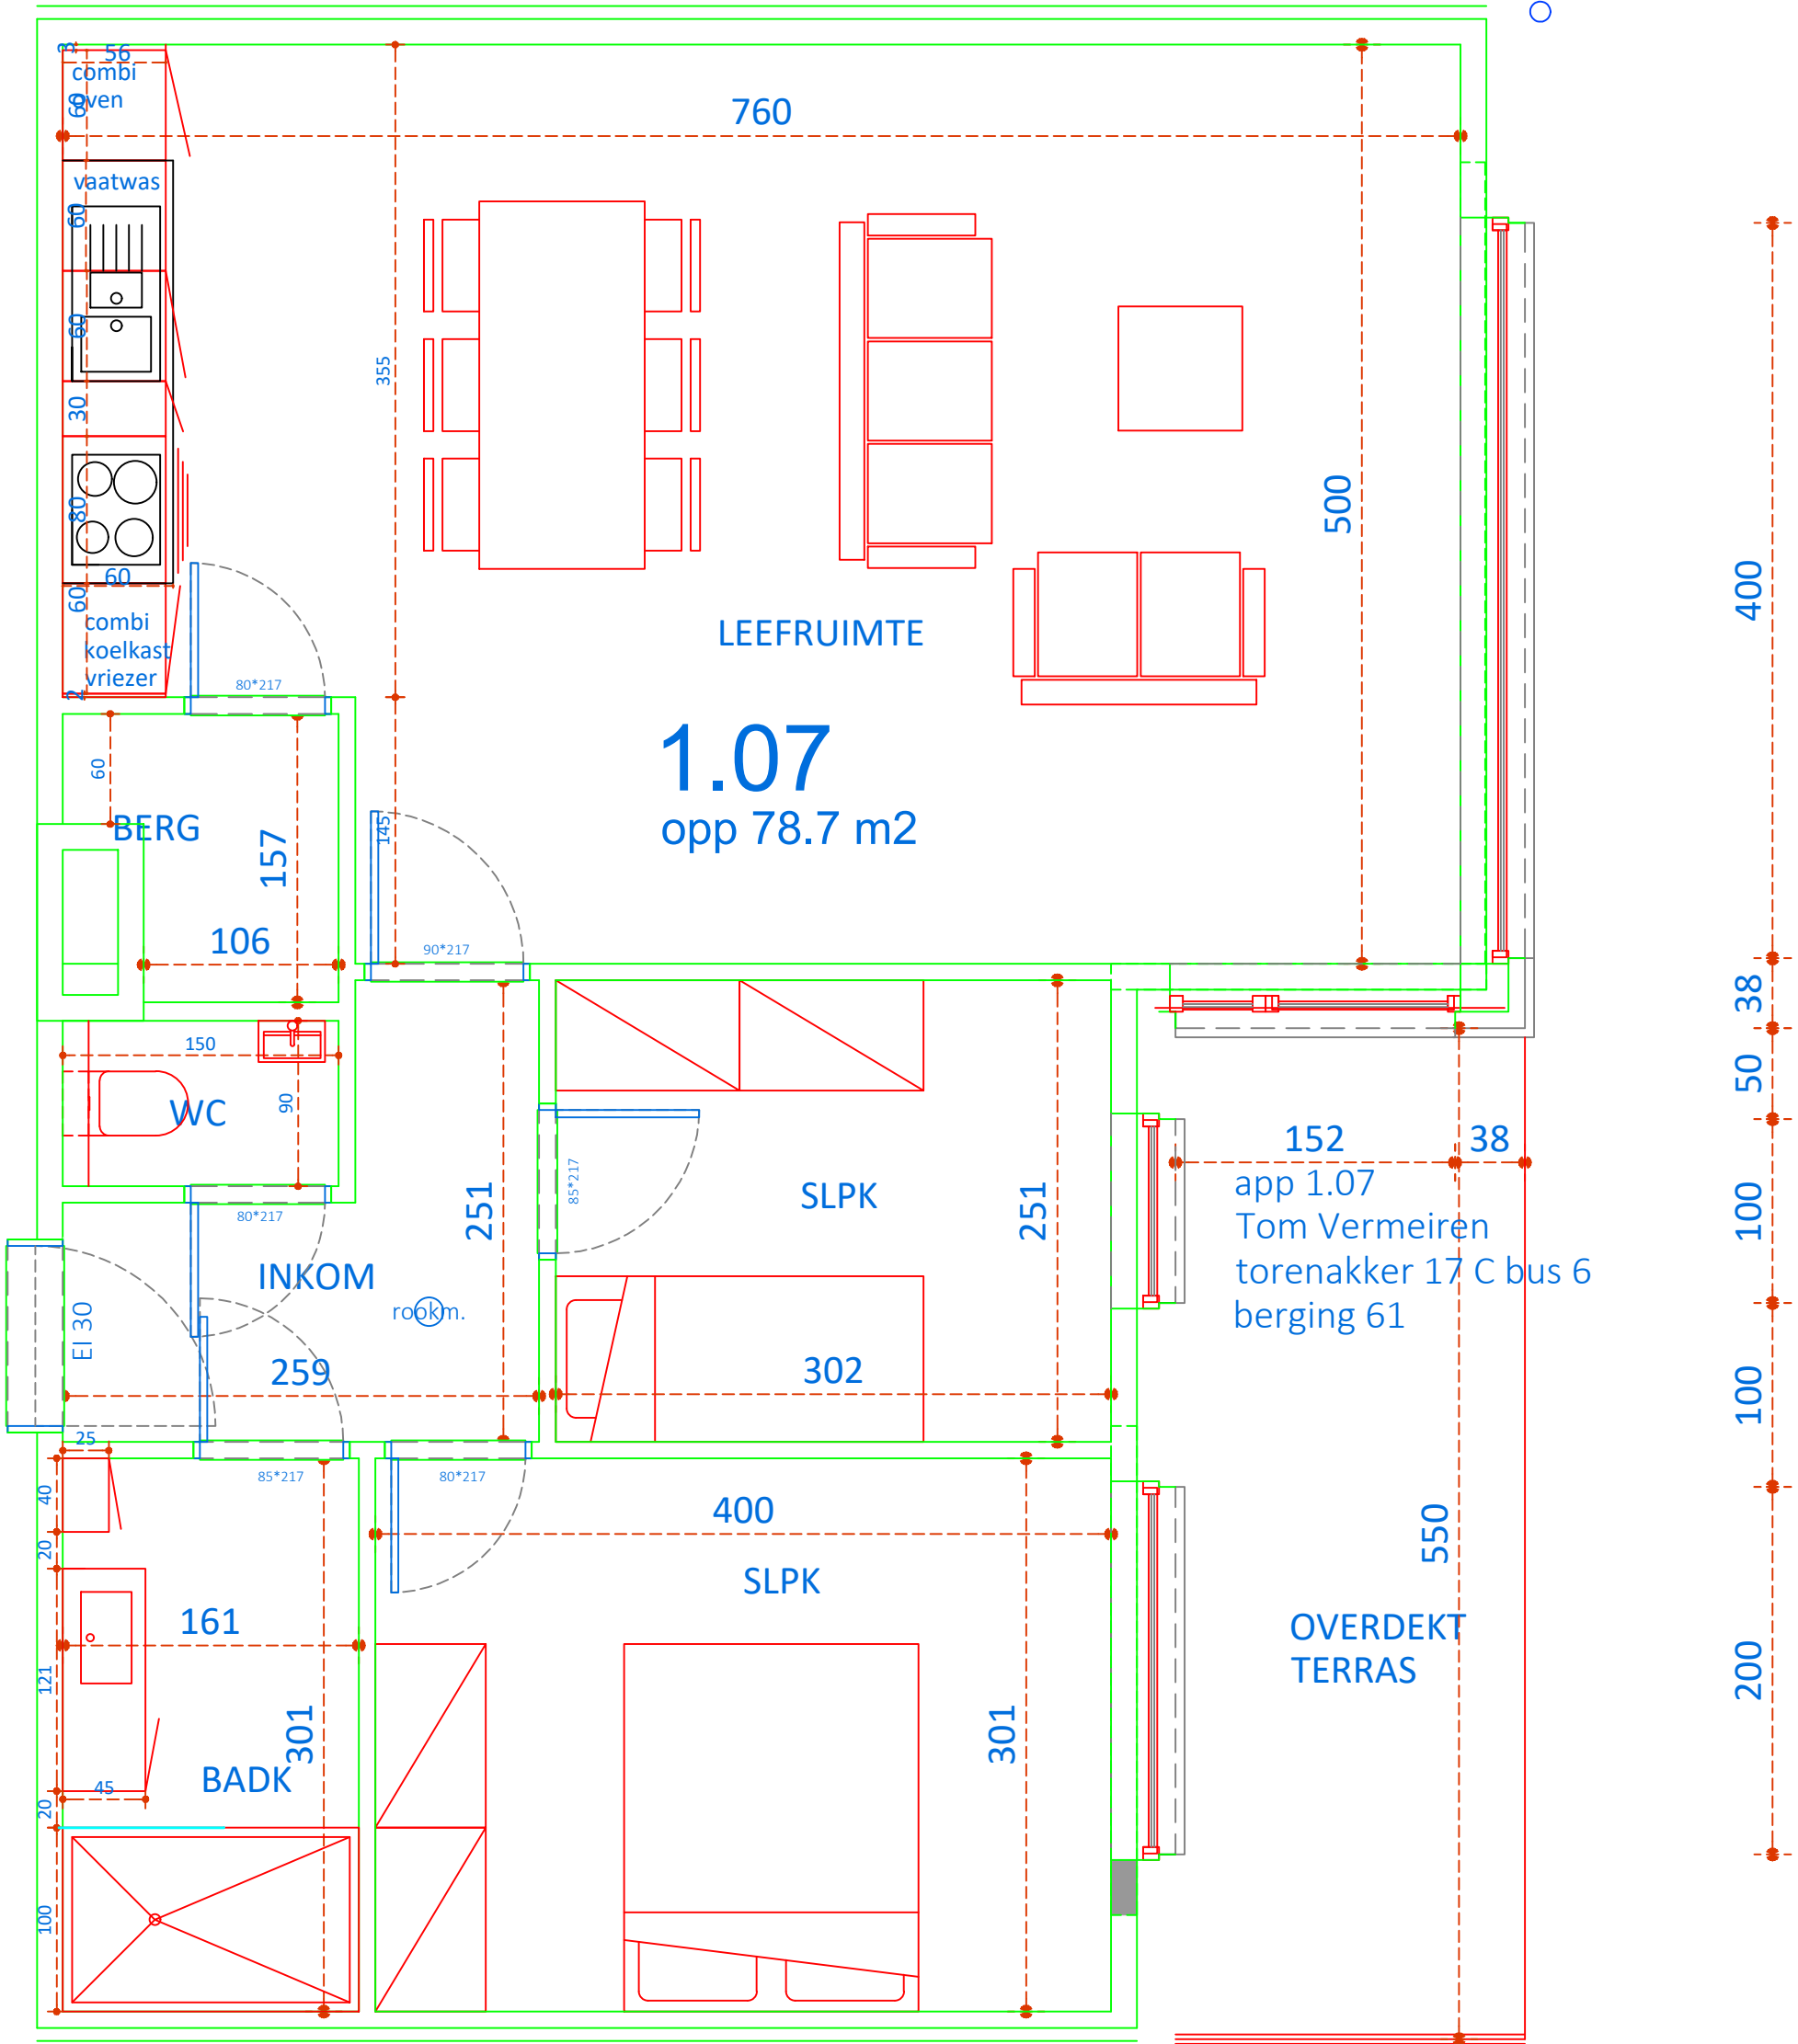 3
56
combi
oven
60
760
vaatwas
60
60
355
30
500
80
60
60
combi
koelkast
vriezer
2
80*217
LEEFRUIMTE
400
1.07
opp 78.7 m2
60
BERG
145
157
106
90*217
38
150
50
WC
90
152
38
80*217
85*217
251
SLPK
251
app 1.07
Tom Vermeiren
torenakker 17 C bus 6
berging 61
100
INKOM
rookm.
EI 30
259
302
100
25
85*217
80*217
40
400
20
550
SLPK
161
OVERDEKT
TERRAS
121
200
301
301
BADK
45
20
100